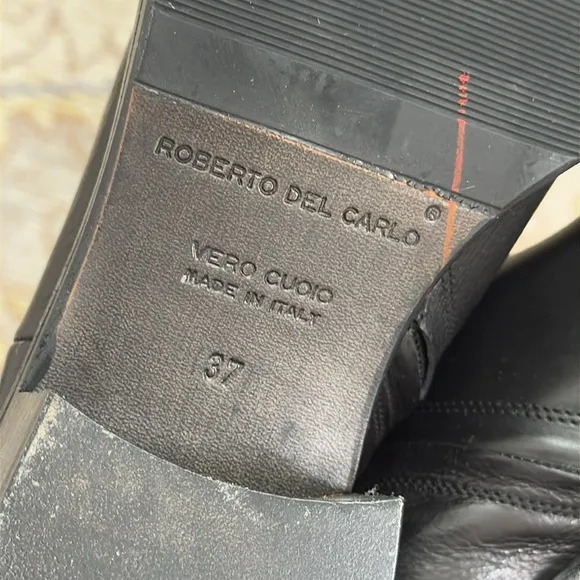 ROBERTO DEL CARLO®
VERO CUOIO
MADE IN ITALY
37